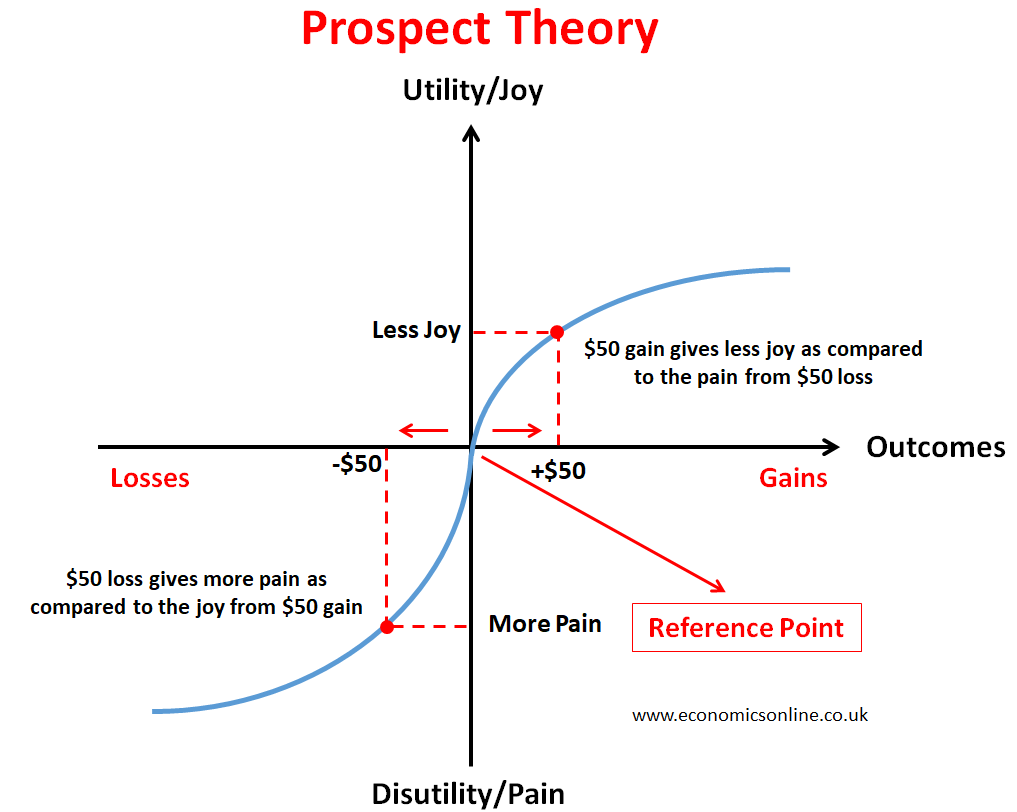 Prospect Theory
Utility/Joy
Less Joy
$50 gain gives less joy as compared
to the pain from $50 loss
-$50
+$50
Outcomes
Losses
Gains
$50 loss gives more pain as
compared to the joy from $50 gain
More Pain
Reference Point
www.economicsonline.co.uk
Disutility/Pain